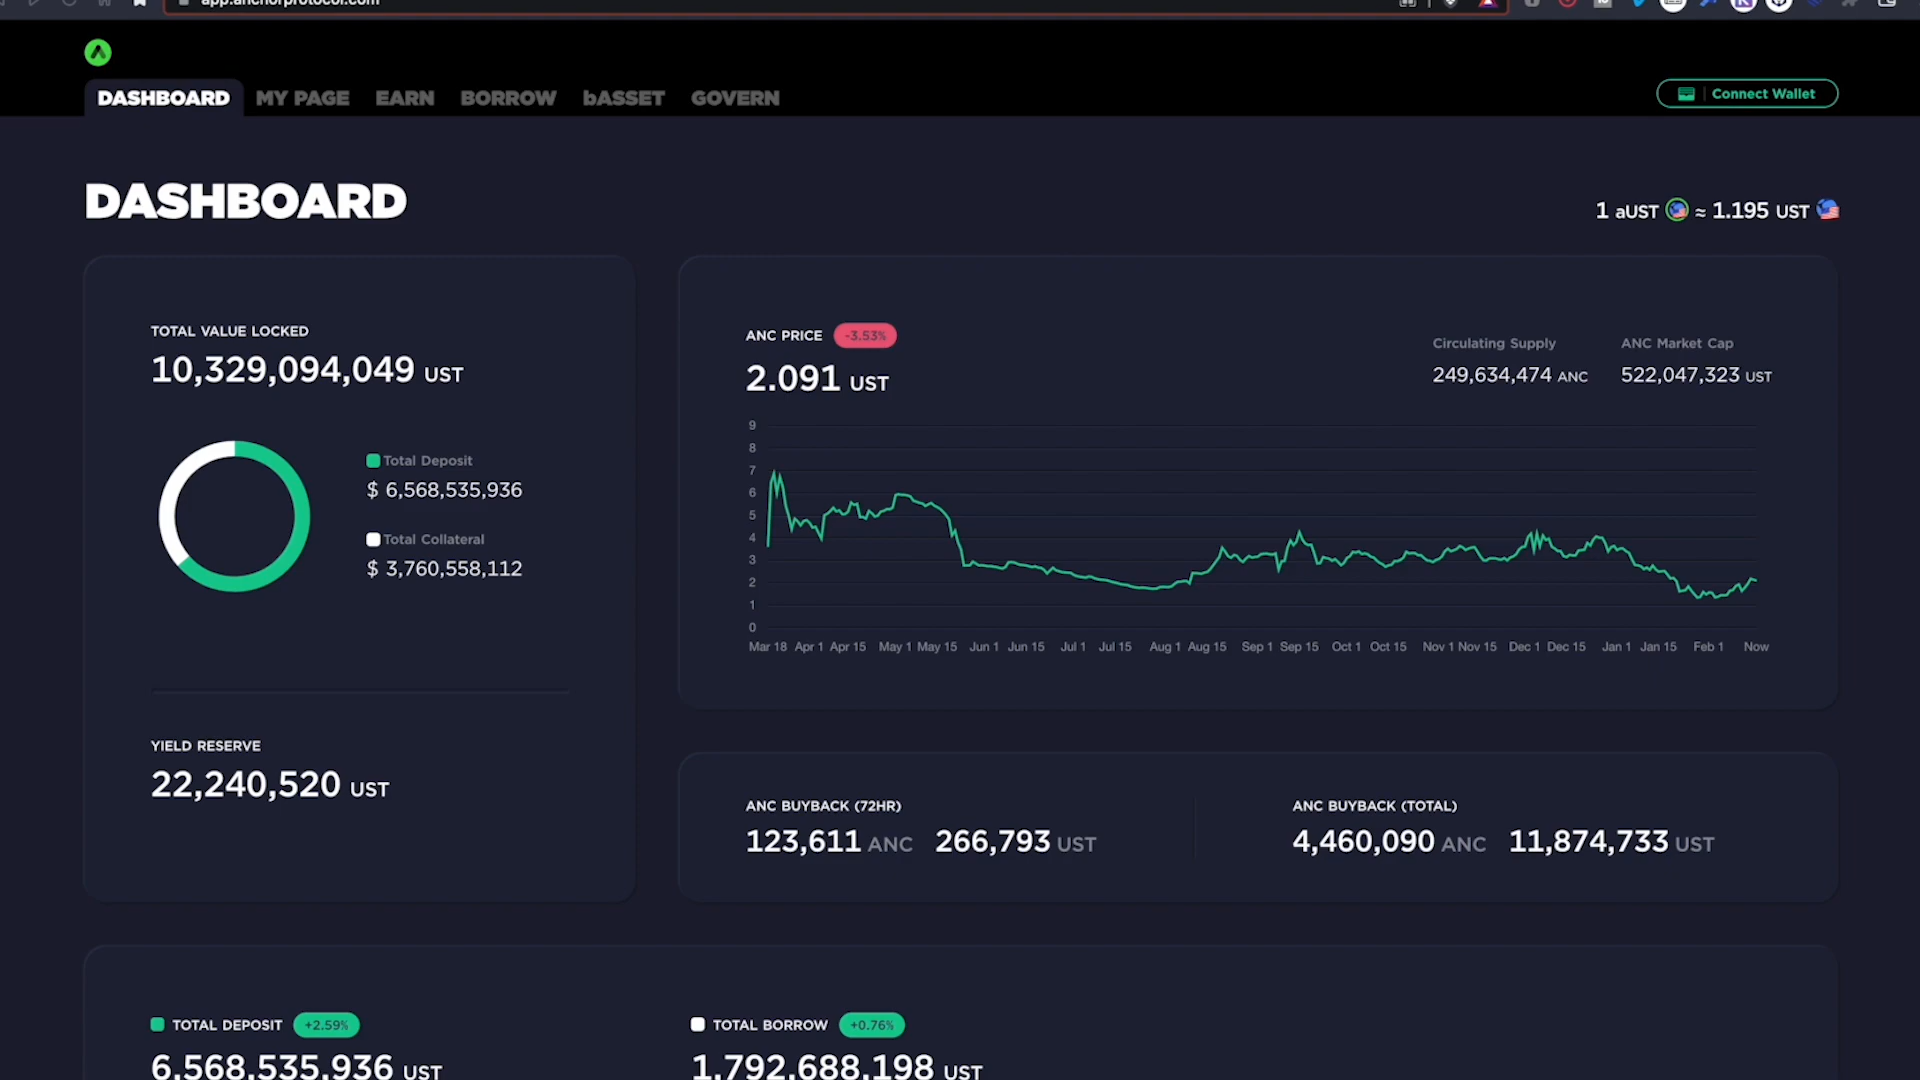 app.anchorprotocol.com
DASHBOARD MY PAGE EARN BORROW bASSET GOVERN
Connect Wallet
DASHBOARD
1 aUST ≈ 1.195 UST
TOTAL VALUE LOCKED
10,329,094,049 UST
Total Deposit
$ 6,568,535,936
Total Collateral
$ 3,760,558,112
YIELD RESERVE
22,240,520 UST
ANC PRICE -3.53%
2.091 UST
Circulating Supply
249,634,474 ANC
ANC Market Cap
522,047,323 UST
9
8
7
6
5
4
3
2
1
0
Mar 18 Apr 1 Apr 15 May 1 May 15 Jun 1 Jun 15 Jul 1 Jul 15 Aug 1 Aug 15 Sep 1 Sep 15 Oct 1 Oct 15 Nov 1 Nov 15 Dec 1 Dec 15 Jan 1 Jan 15 Feb 1 Now
ANC BUYBACK (72HR)
123,611 ANC 266,793 UST
ANC BUYBACK (TOTAL)
4,460,090 ANC 11,874,733 UST
TOTAL DEPOSIT +2.59%
6,568,535,936 UST
TOTAL BORROW +0.76%
1,792,688,198 UST